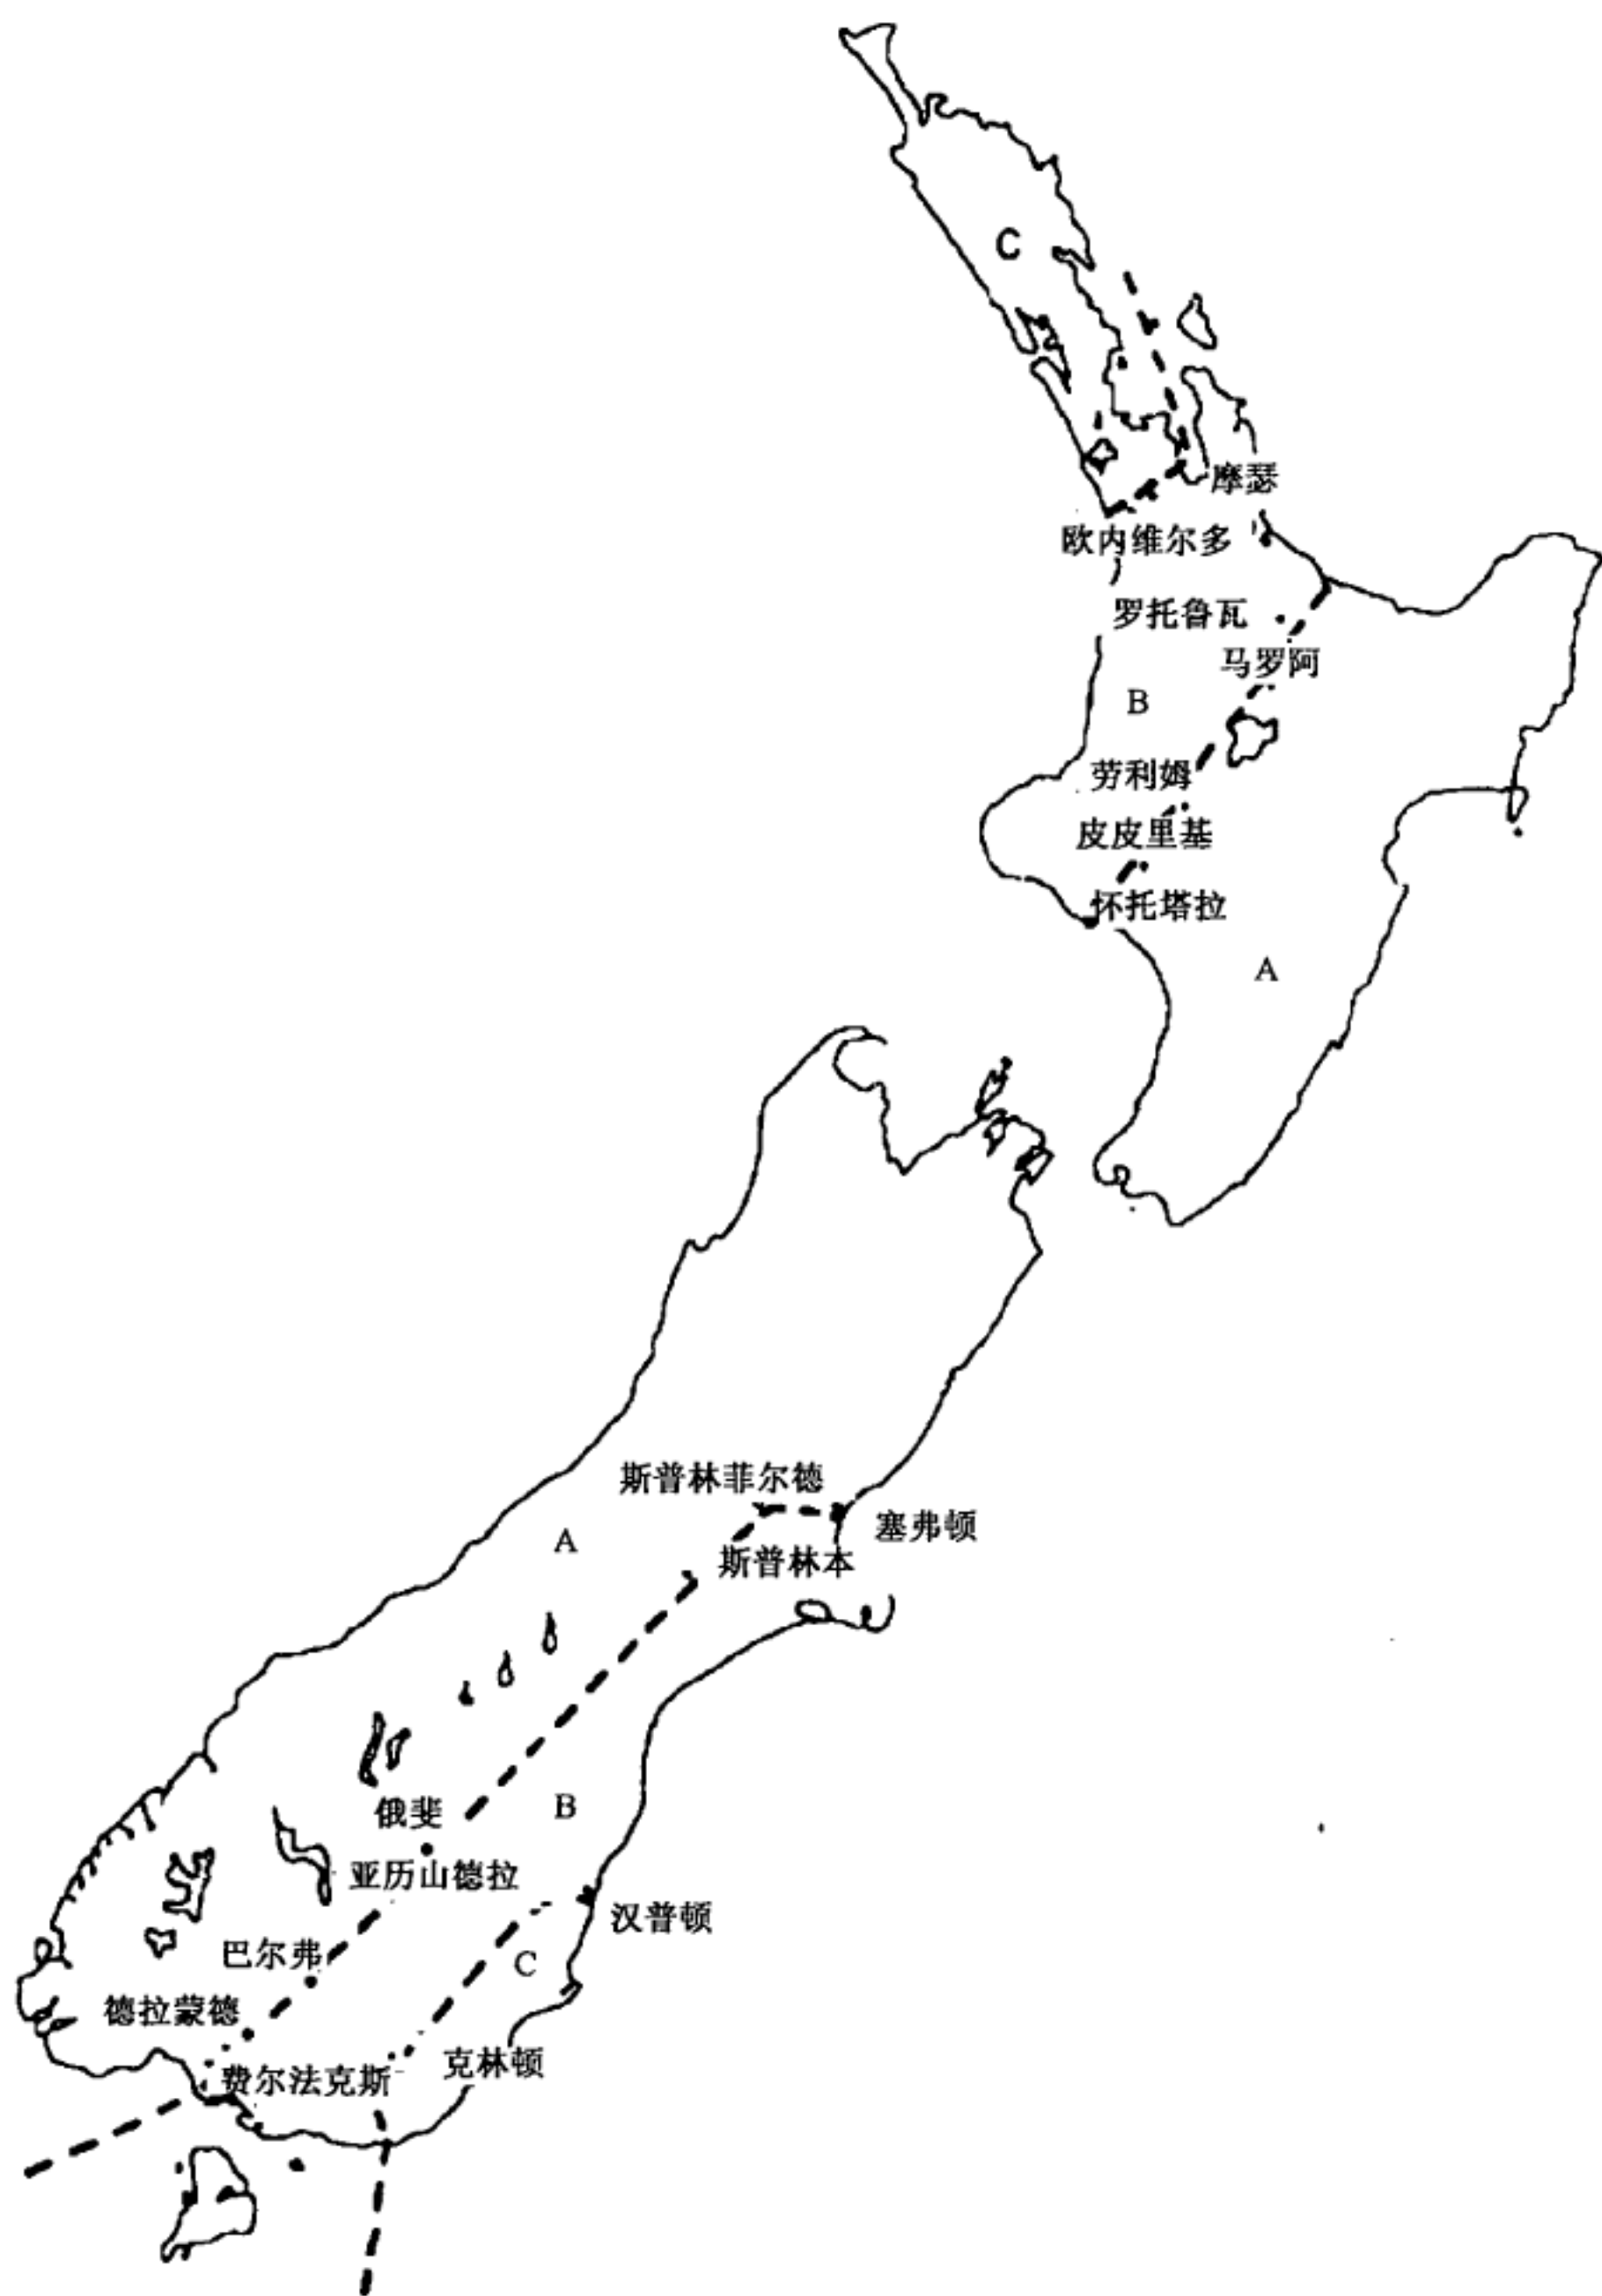 C
摩瑟
欧内维尔多
罗托鲁瓦
马罗阿
B
劳利姆
皮皮里基
怀托塔拉
A
斯普林菲尔德
塞弗顿
A
斯普林本
俄斐
B
亚历山德拉
汉普顿
巴尔弗
C
德拉蒙德
克林顿
费尔法克斯